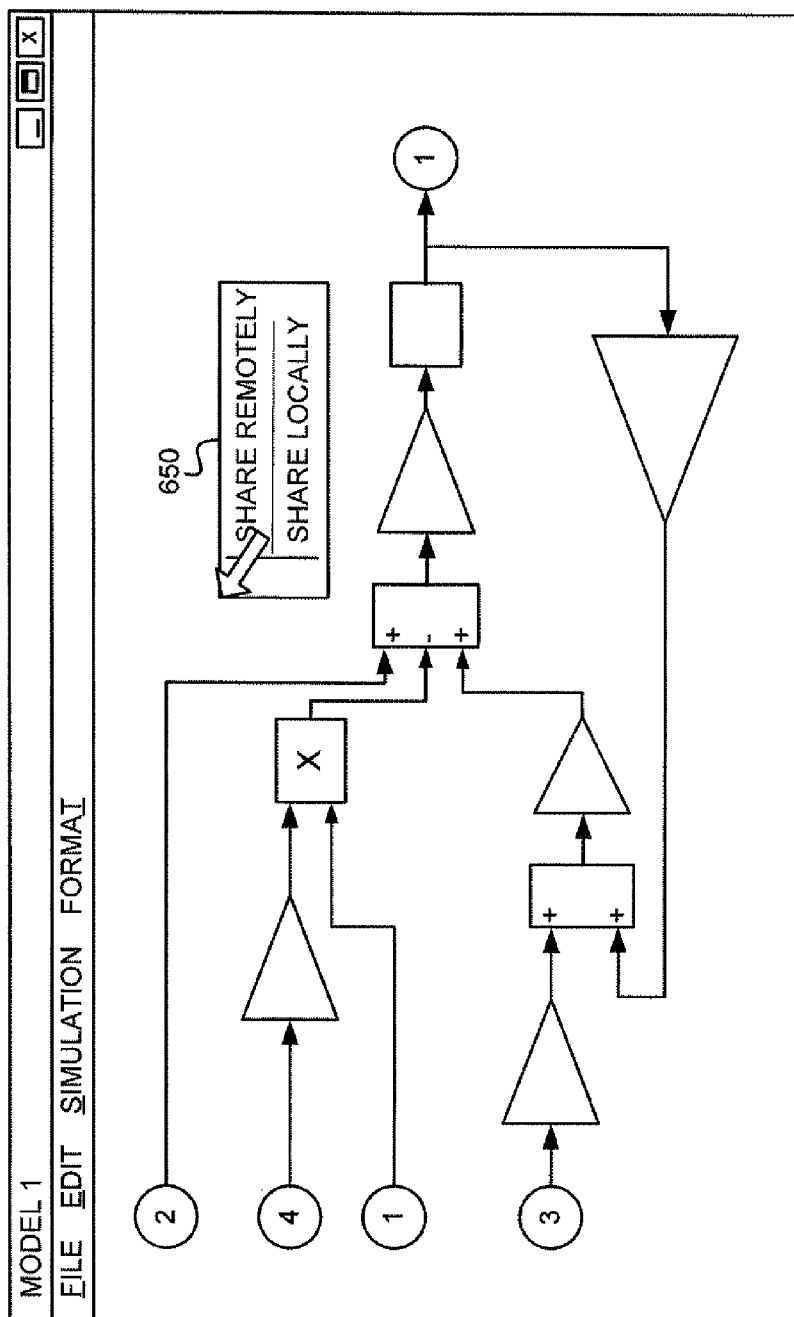 MODEL 1
_ X
FILE EDIT SIMULATION FORMAT
650
SHARE REMOTELY
SHARE LOCALLY
2
4
X
1
+
-
+
1
3
+
+